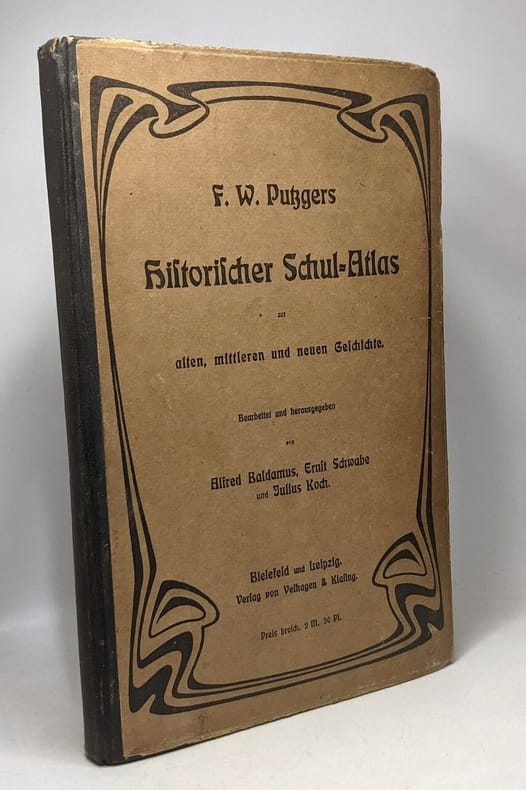 F. W. Putzgers
Hiſtoriſcher Schul-Atlas
zur
alten, mittleren und neuen Geſchichte.
Bearbeitet und herausgegeben
von
Alfred Baldamus, Ernſt Schwabe
und Julius Koch.
Bielefeld und Leipzig.
Verlag von Velhagen & Klaſing.
Preis broſch. 2 M. 30 Pf.